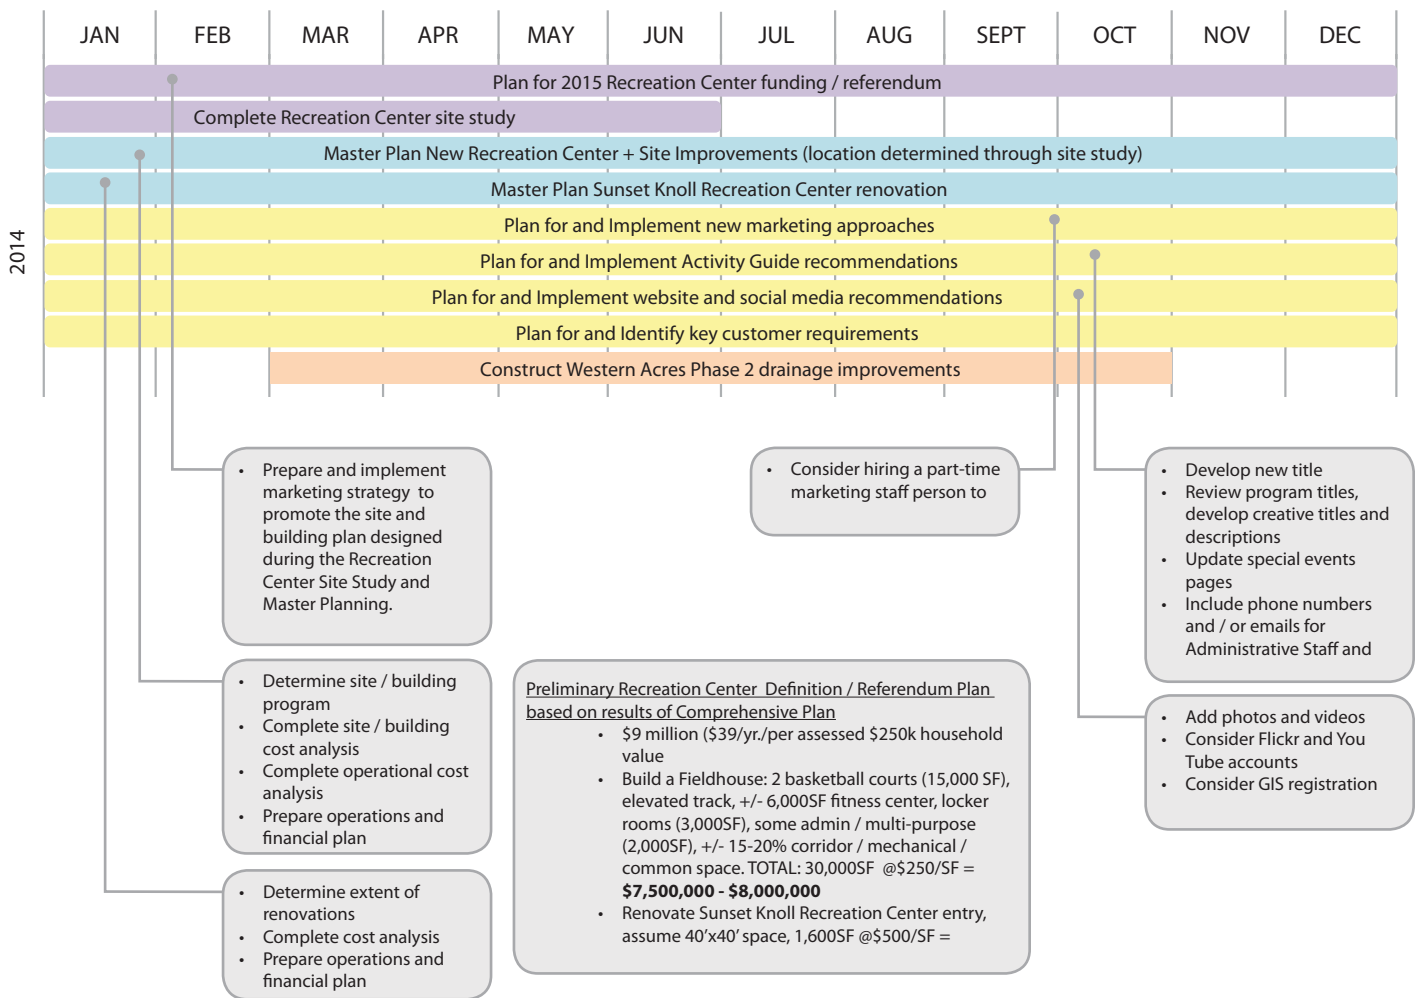 JAN FEB MAR APR MAY JUN JUL AUG SEPT OCT NOV DEC
2014
Plan for 2015 Recreation Center funding / referendum
Complete Recreation Center site study
Master Plan New Recreation Center + Site Improvements (location determined through site study)
Master Plan Sunset Knoll Recreation Center renovation
Plan for and Implement new marketing approaches
Plan for and Implement Activity Guide recommendations
Plan for and Implement website and social media recommendations
Plan for and Identify key customer requirements
Construct Western Acres Phase 2 drainage improvements
• Prepare and implement
marketing strategy to
promote the site and
building plan designed
during the Recreation
Center Site Study and
Master Planning.
• Determine site / building
program
• Complete site / building
cost analysis
• Complete operational cost
analysis
• Prepare operations and
financial plan
• Determine extent of
renovations
• Complete cost analysis
• Prepare operations and
financial plan
Preliminary Recreation Center Definition / Referendum Plan
based on results of Comprehensive Plan
• $9 million ($39/yr./per assessed $250k household
value
• Build a Fieldhouse: 2 basketball courts (15,000 SF),
elevated track, +/- 6,000SF fitness center, locker
rooms (3,000SF), some admin / multi-purpose
(2,000SF), +/- 15-20% corridor / mechanical /
common space. TOTAL: 30,000SF @$250/SF =
$7,500,000 - $8,000,000
• Renovate Sunset Knoll Recreation Center entry,
assume 40'x40' space, 1,600SF @$500/SF =
• Consider hiring a part-time
marketing staff person to
• Develop new title
• Review program titles,
develop creative titles and
descriptions
• Update special events
pages
• Include phone numbers
and / or emails for
Administrative Staff and
• Add photos and videos
• Consider Flickr and You
Tube accounts
• Consider GIS registration